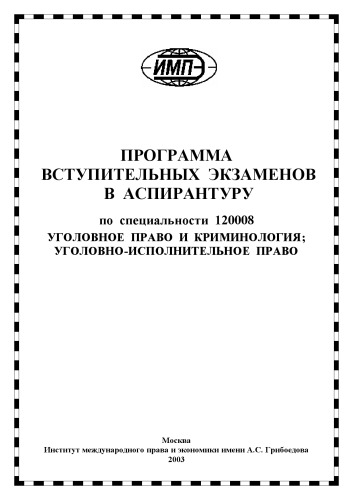 ИМПЭ
ПРОГРАММА
ВСТУПИТЕЛЬНЫХ ЭКЗАМЕНОВ
В АСПИРАНТУРУ
по специальности 120008
УГОЛОВНОЕ ПРАВО И КРИМИНОЛОГИЯ;
УГОЛОВНО-ИСПОЛНИТЕЛЬНОЕ ПРАВО
Москва
Институт международного права и экономики имени А.С. Грибоедова
2003